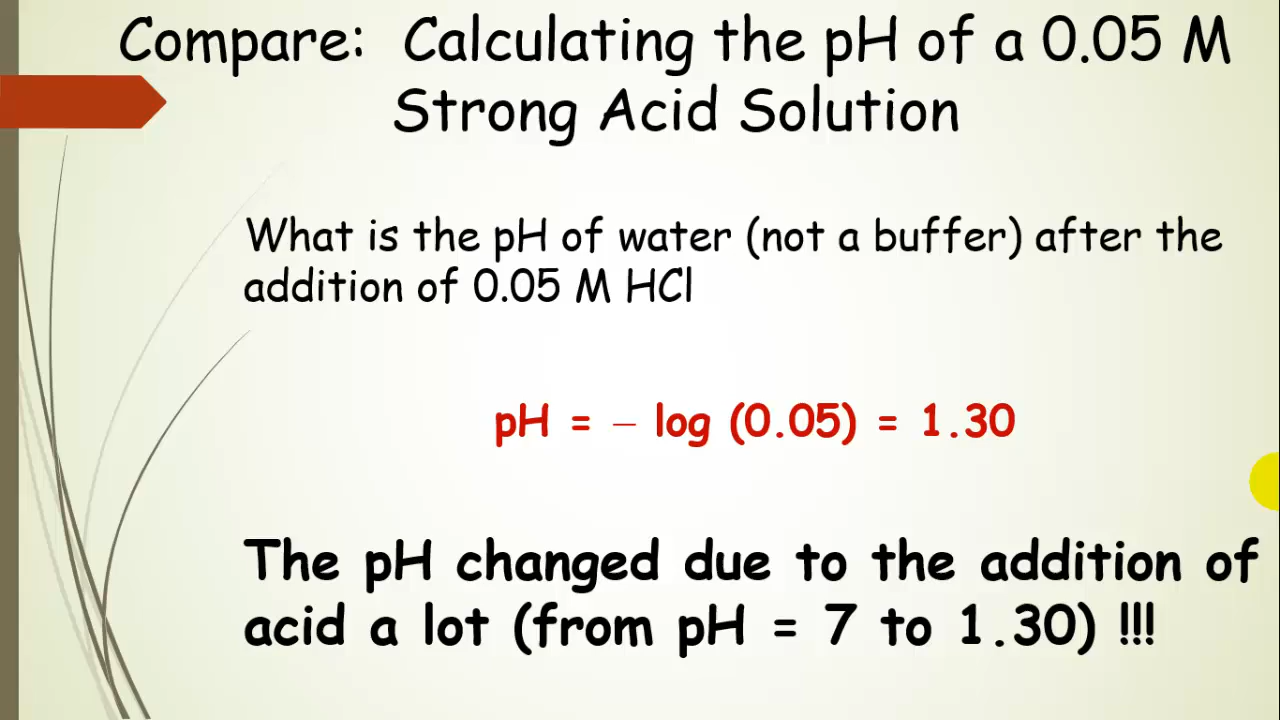 Compare: Calculating the pH of a 0.05 M
Strong Acid Solution
What is the pH of water (not a buffer) after the
addition of 0.05 M HCl
pH = – log (0.05) = 1.30
The pH changed due to the addition of
acid a lot (from pH = 7 to 1.30) !!!